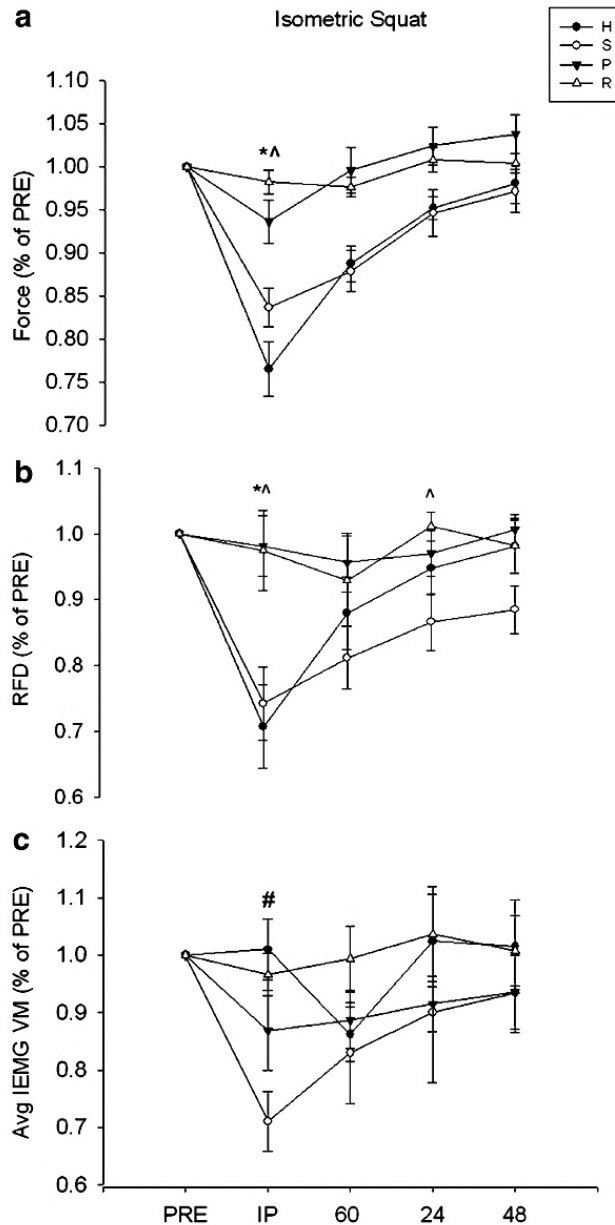 a
Isometric Squat
H
S
P
R
Force (% of PRE)
1.10
1.05
1.00
0.95
0.90
0.85
0.80
0.75
0.70
*^
b
RFD (% of PRE)
1.1
1.0
0.9
0.8
0.7
0.6
*^
^
c
Avg IEMG VM (% of PRE)
1.2
1.1
1.0
0.9
0.8
0.7
0.6
#
PRE IP 60 24 48